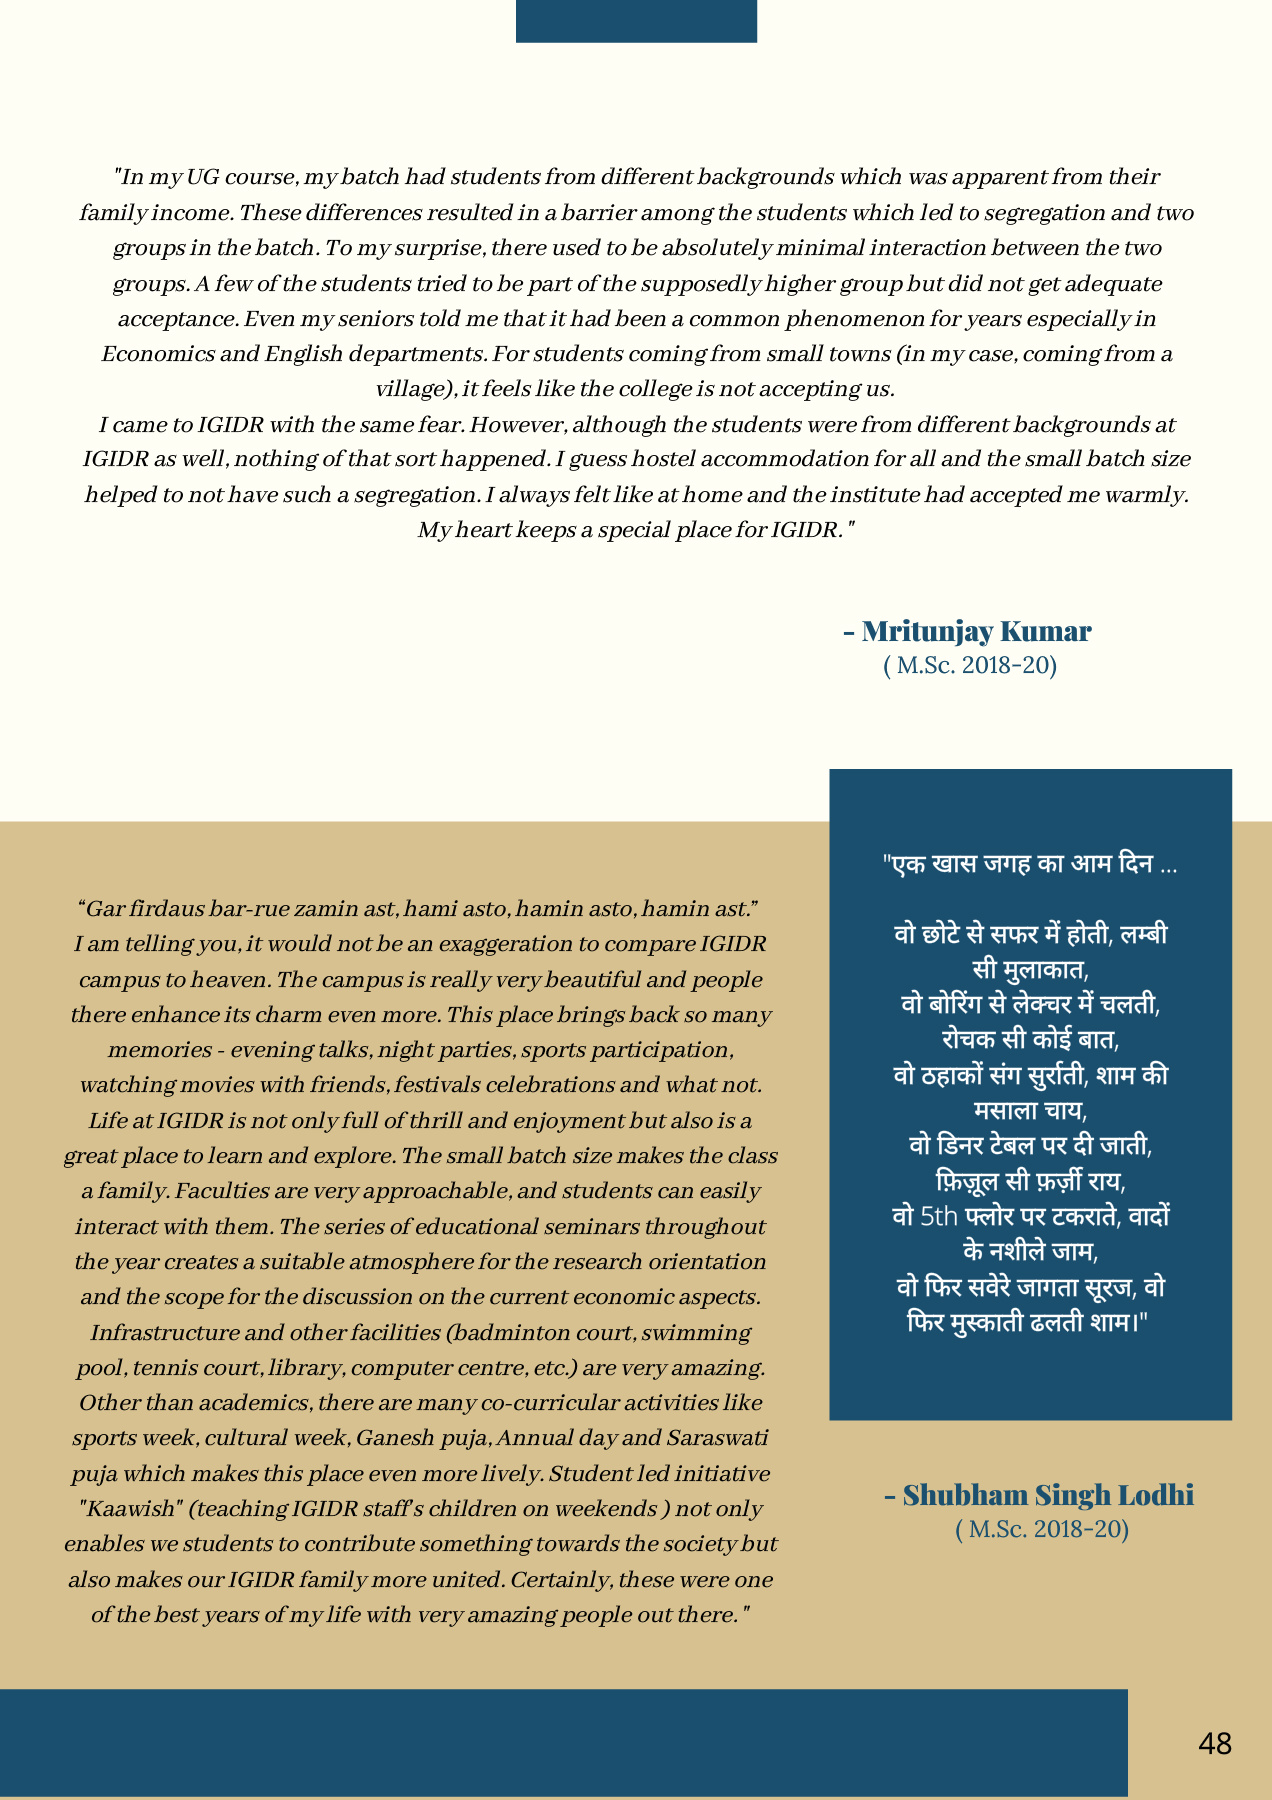 "In my UG course, my batch had students from different backgrounds which was apparent from their
family income. These differences resulted in a barrier among the students which led to segregation and two
groups in the batch. To my surprise, there used to be absolutely minimal interaction between the two
groups. A few of the students tried to be part of the supposedly higher group but did not get adequate
acceptance. Even my seniors told me that it had been a common phenomenon for years especially in
Economics and English departments. For students coming from small towns (in my case, coming from a
village), it feels like the college is not accepting us.
I came to IGIDR with the same fear. However, although the students were from different backgrounds at
IGIDR as well, nothing of that sort happened. I guess hostel accommodation for all and the small batch size
helped to not have such a segregation. I always felt like at home and the institute had accepted me warmly.
My heart keeps a special place for IGIDR."
- Mritunjay Kumar
( M.Sc. 2018-20)
“Gar firdaus bar-rue zamin ast, hami asto, hamin asto, hamin ast.”
I am telling you, it would not be an exaggeration to compare IGIDR
campus to heaven. The campus is really very beautiful and people
there enhance its charm even more. This place brings back so many
memories - evening talks, night parties, sports participation,
watching movies with friends, festivals celebrations and what not.
Life at IGIDR is not only full of thrill and enjoyment but also is a
great place to learn and explore. The small batch size makes the class
a family. Faculties are very approachable, and students can easily
interact with them. The series of educational seminars throughout
the year creates a suitable atmosphere for the research orientation
and the scope for the discussion on the current economic aspects.
Infrastructure and other facilities (badminton court, swimming
pool, tennis court, library, computer centre, etc.) are very amazing.
Other than academics, there are many co-curricular activities like
sports week, cultural week, Ganesh puja, Annual day and Saraswati
puja which makes this place even more lively. Student led initiative
"Kaawish" (teaching IGIDR staff's children on weekends ) not only
enables we students to contribute something towards the society but
also makes our IGIDR family more united. Certainly, these were one
of the best years of my life with very amazing people out there."
"एक खास जगह का आम दिन ...
वो छोटे से सफर में होती, लम्बी
सी मुलाकात,
वो बोरिंग से लेक्चर में चलती,
रोचक सी कोई बात,
वो ठहाकों संग सुर्राती, शाम की
मसाला चाय,
वो डिनर टेबल पर दी जाती,
फ़िज़ूल सी फ़र्ज़ी राय,
वो 5th फ्लोर पर टकराते, वादों
के नशीले जाम,
वो फिर सवेरे जागता सूरज, वो
फिर मुस्काती ढलती शाम।"
- Shubham Singh Lodhi
( M.Sc. 2018-20)
48